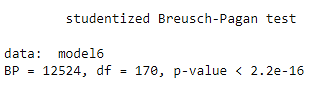 studentized Breusch-Pagan test
data:  model6
BP = 12524, df = 170, p-value < 2.2e-16